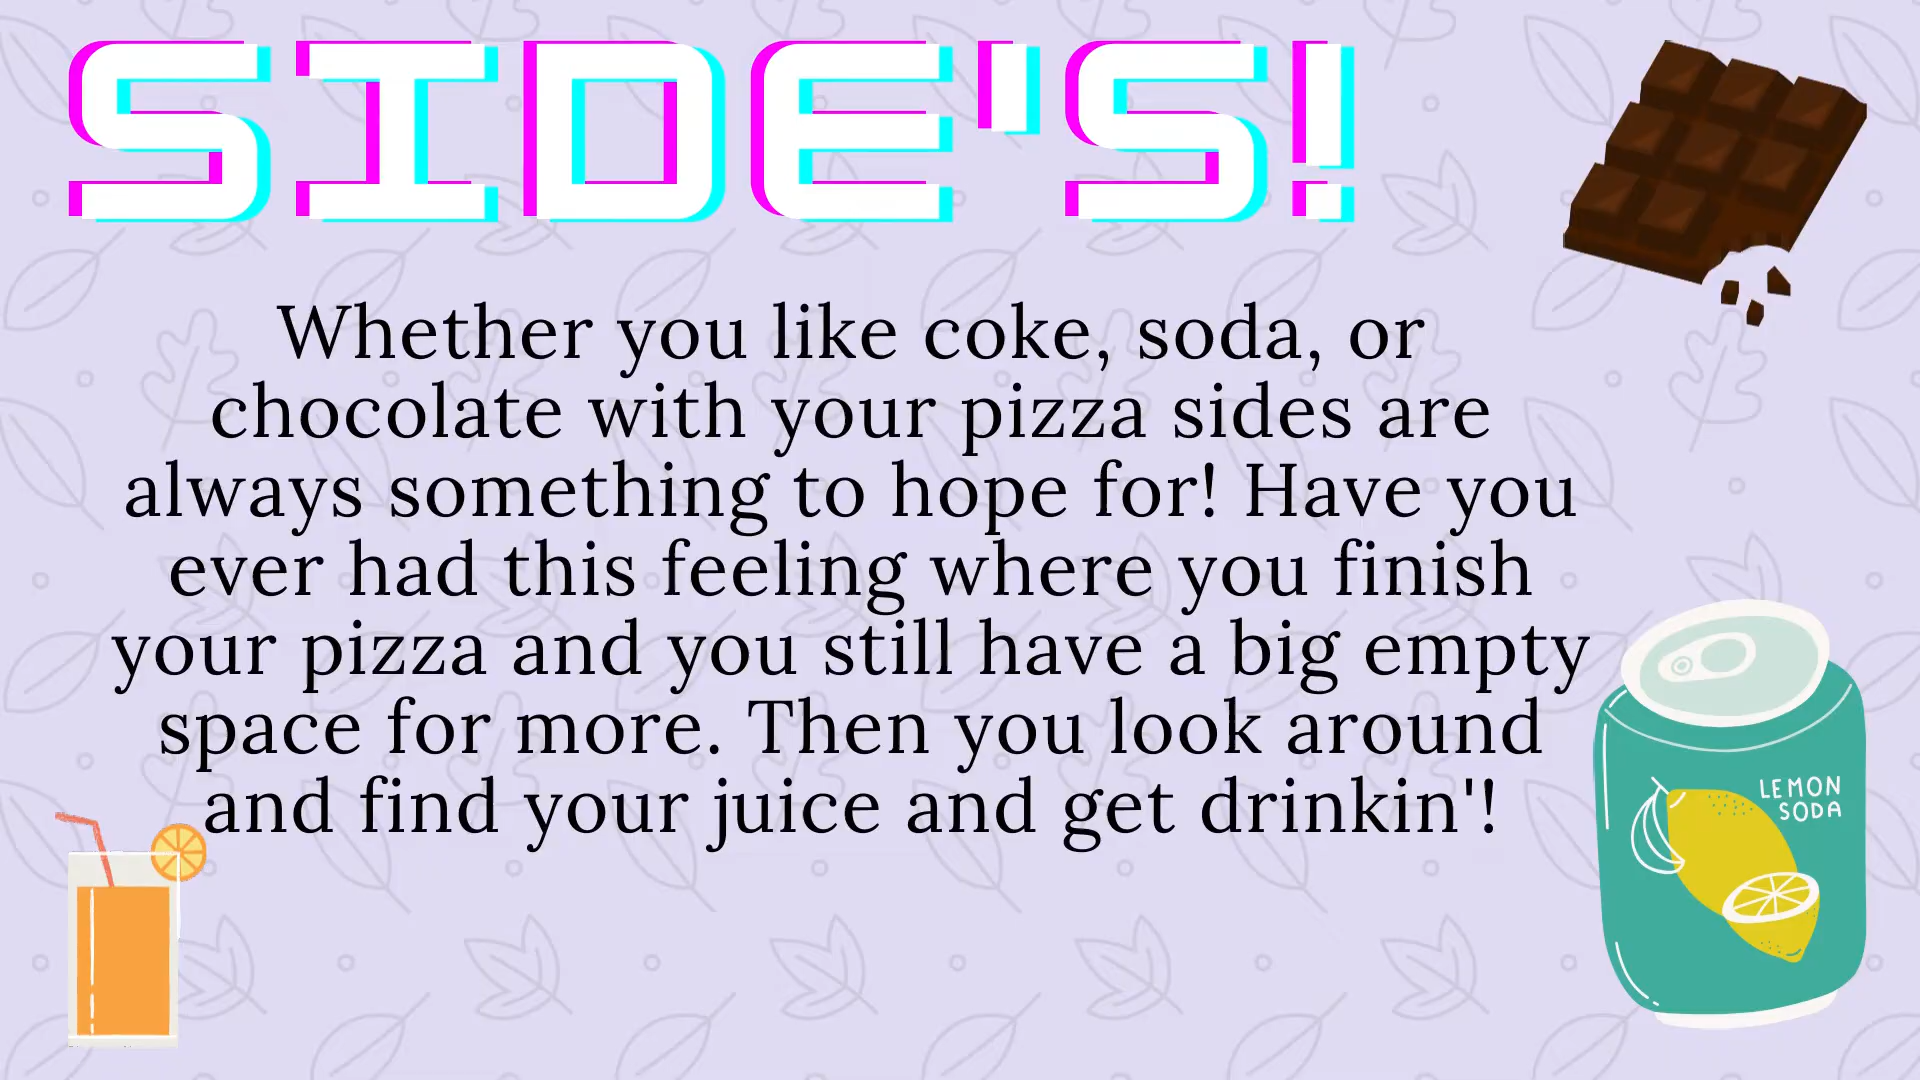 SIDE'S!
Whether you like coke, soda, or
chocolate with your pizza sides are
always something to hope for! Have you
ever had this feeling where you finish
your pizza and you still have a big empty
space for more. Then you look around
and find your juice and get drinkin'!
LEMON
SODA